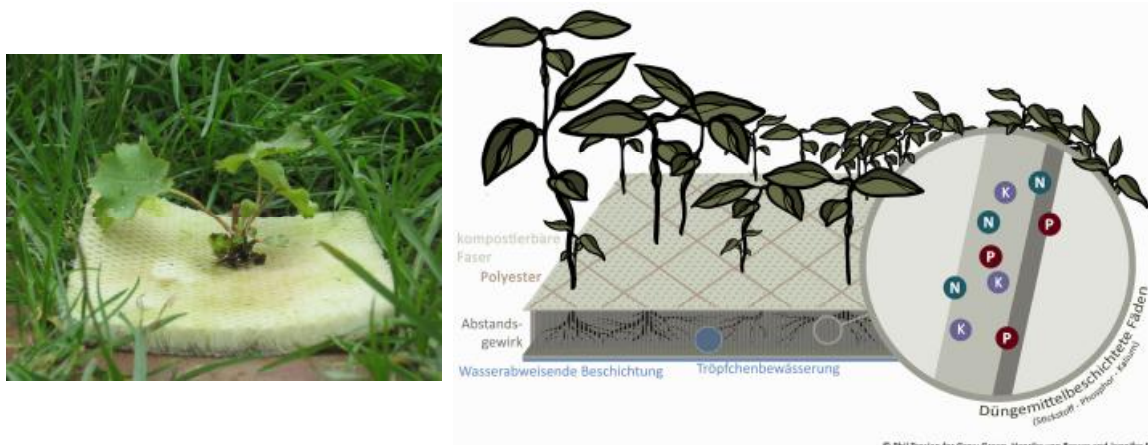 kompostierbare
Faser
Polyester
Abstands-
gewirk
Wasserabweisende Beschichtung
Tröpfchenbewässerung
K
N
N
P
P
K
N
K
P
Düngemittelbeschichtete Fäden
(Stickstoff - Phosphor - Kalium)